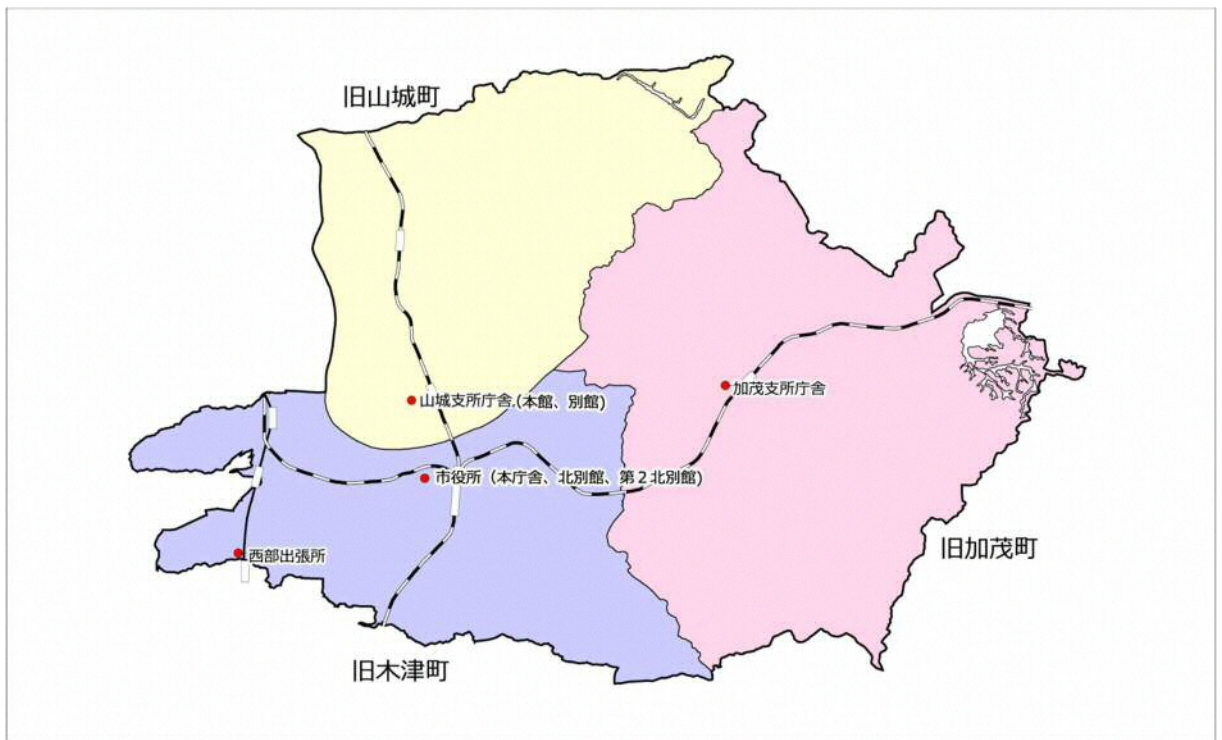 旧山城町
山城支所庁舎(本館、別館)
加茂支所庁舎
市役所（本庁舎、北別館、第２北別館)
西部出張所
旧加茂町
旧木津町